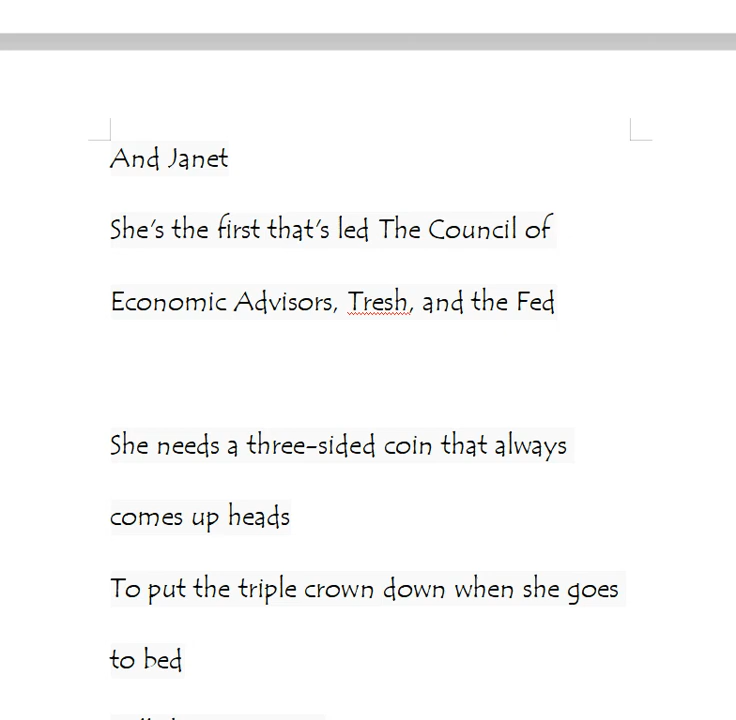 And Janet
She's the first that's led The Council of
Economic Advisors, Tresh, and the Fed
She needs a three-sided coin that always
comes up heads
To put the triple crown down when she goes
to bed